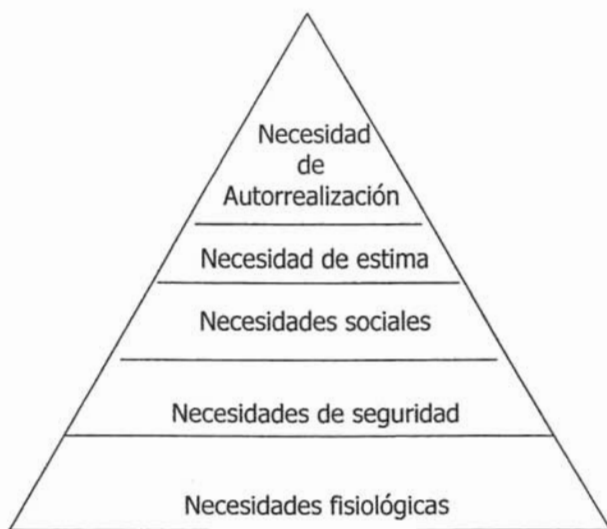 Necesidad
de
Autorrealización
Necesidad de estima
Necesidades sociales
Necesidades de seguridad
Necesidades fisiológicas